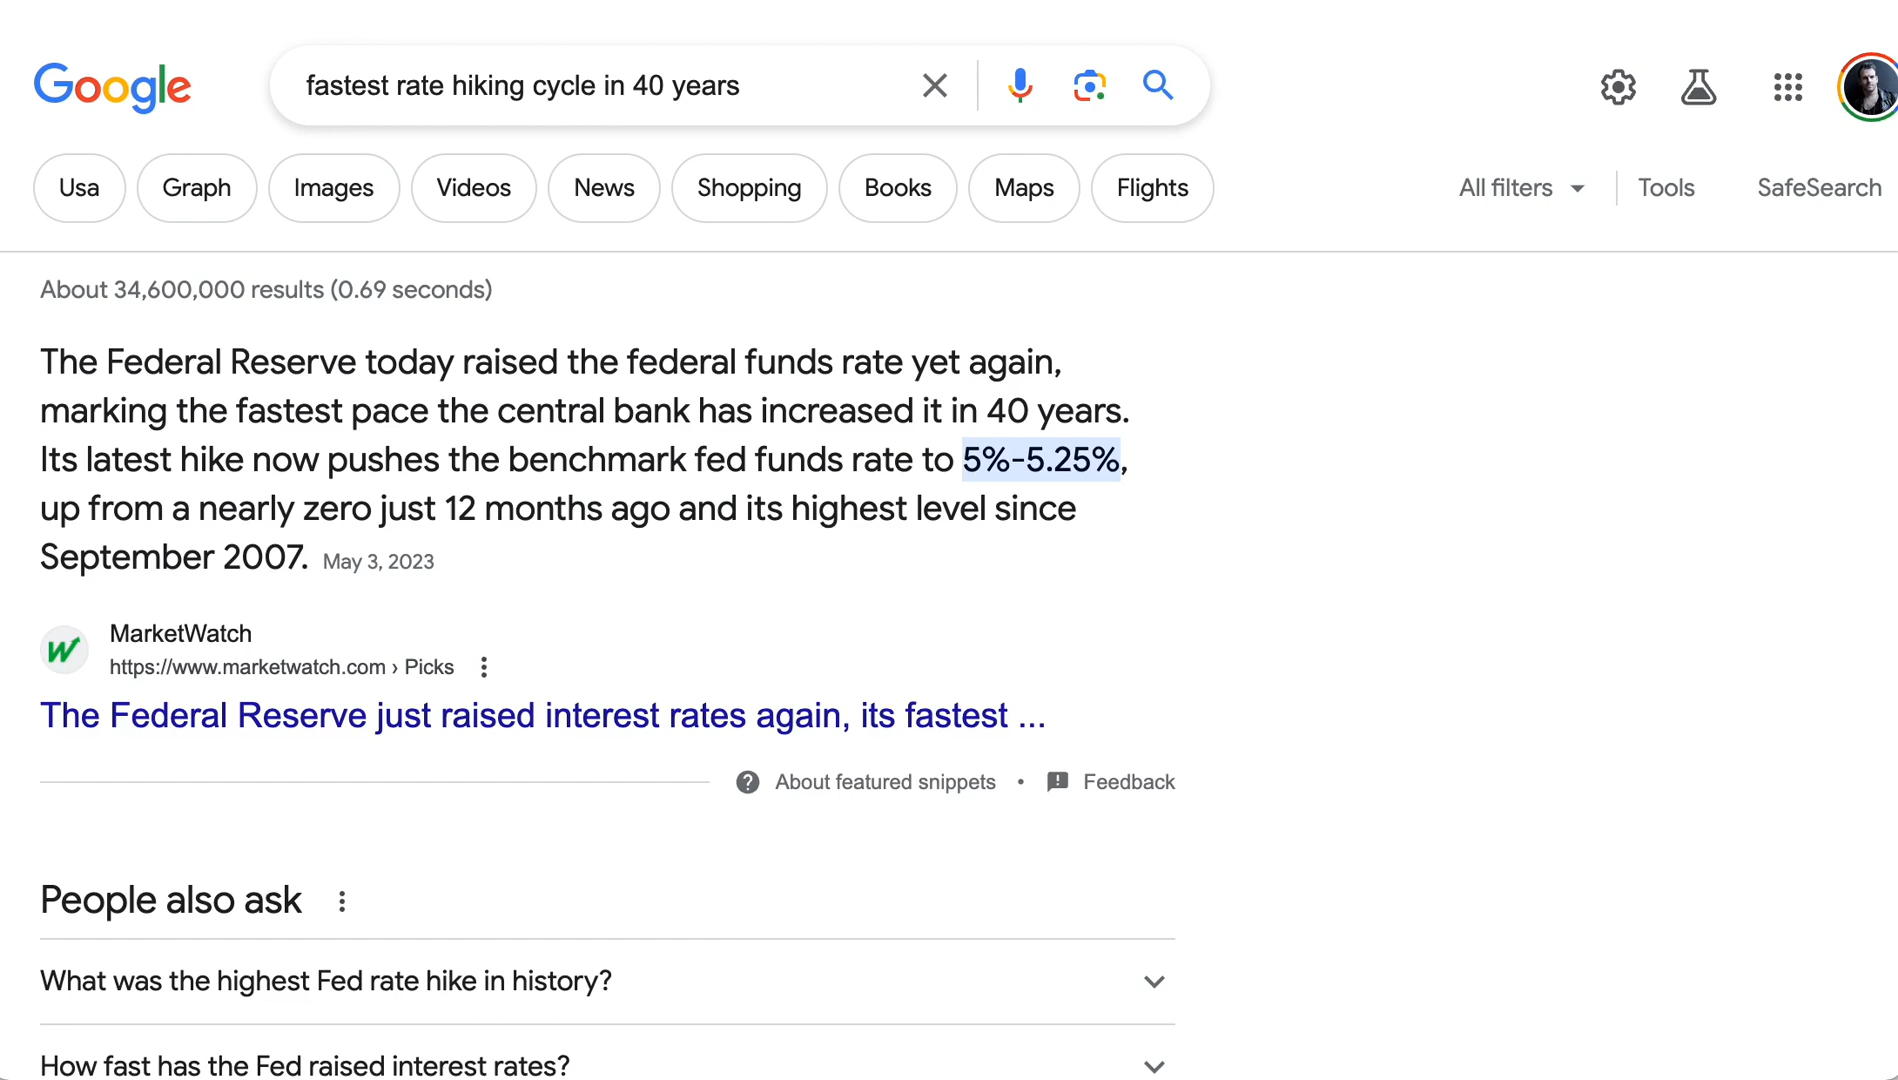 Google
fastest rate hiking cycle in 40 years
Usa
Graph
Images
Videos
News
Shopping
Books
Maps
Flights
All filters
Tools
SafeSearch
About 34,600,000 results (0.69 seconds)
The Federal Reserve today raised the federal funds rate yet again,
marking the fastest pace the central bank has increased it in 40 years.
Its latest hike now pushes the benchmark fed funds rate to 5%-5.25%,
up from a nearly zero just 12 months ago and its highest level since
September 2007. May 3, 2023
MarketWatch
https://www.marketwatch.com › Picks
The Federal Reserve just raised interest rates again, its fastest ...
About featured snippets • Feedback
People also ask
What was the highest Fed rate hike in history?
How fast has the Fed raised interest rates?